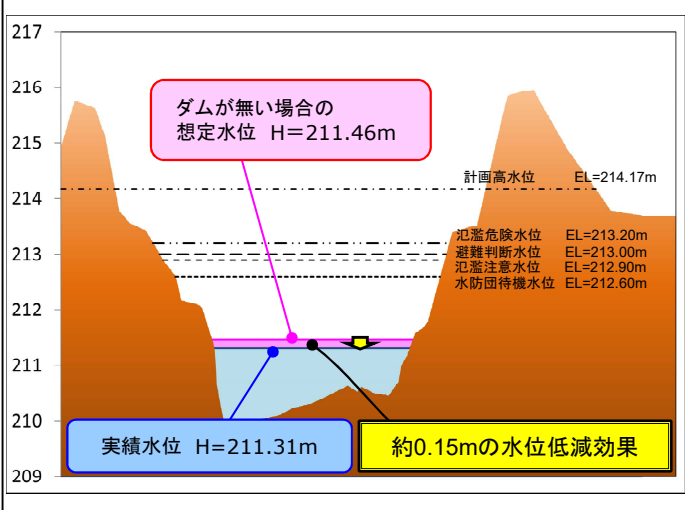 217
216
215
214
213
212
211
210
209
ダムが無い場合の
想定水位 H＝211.46m
計画高水位 EL=214.17m
氾濫危険水位 EL=213.20m
避難判断水位 EL=213.00m
氾濫注意水位 EL=212.90m
水防団待機水位 EL=212.60m
実績水位 H=211.31m
約0.15mの水位低減効果